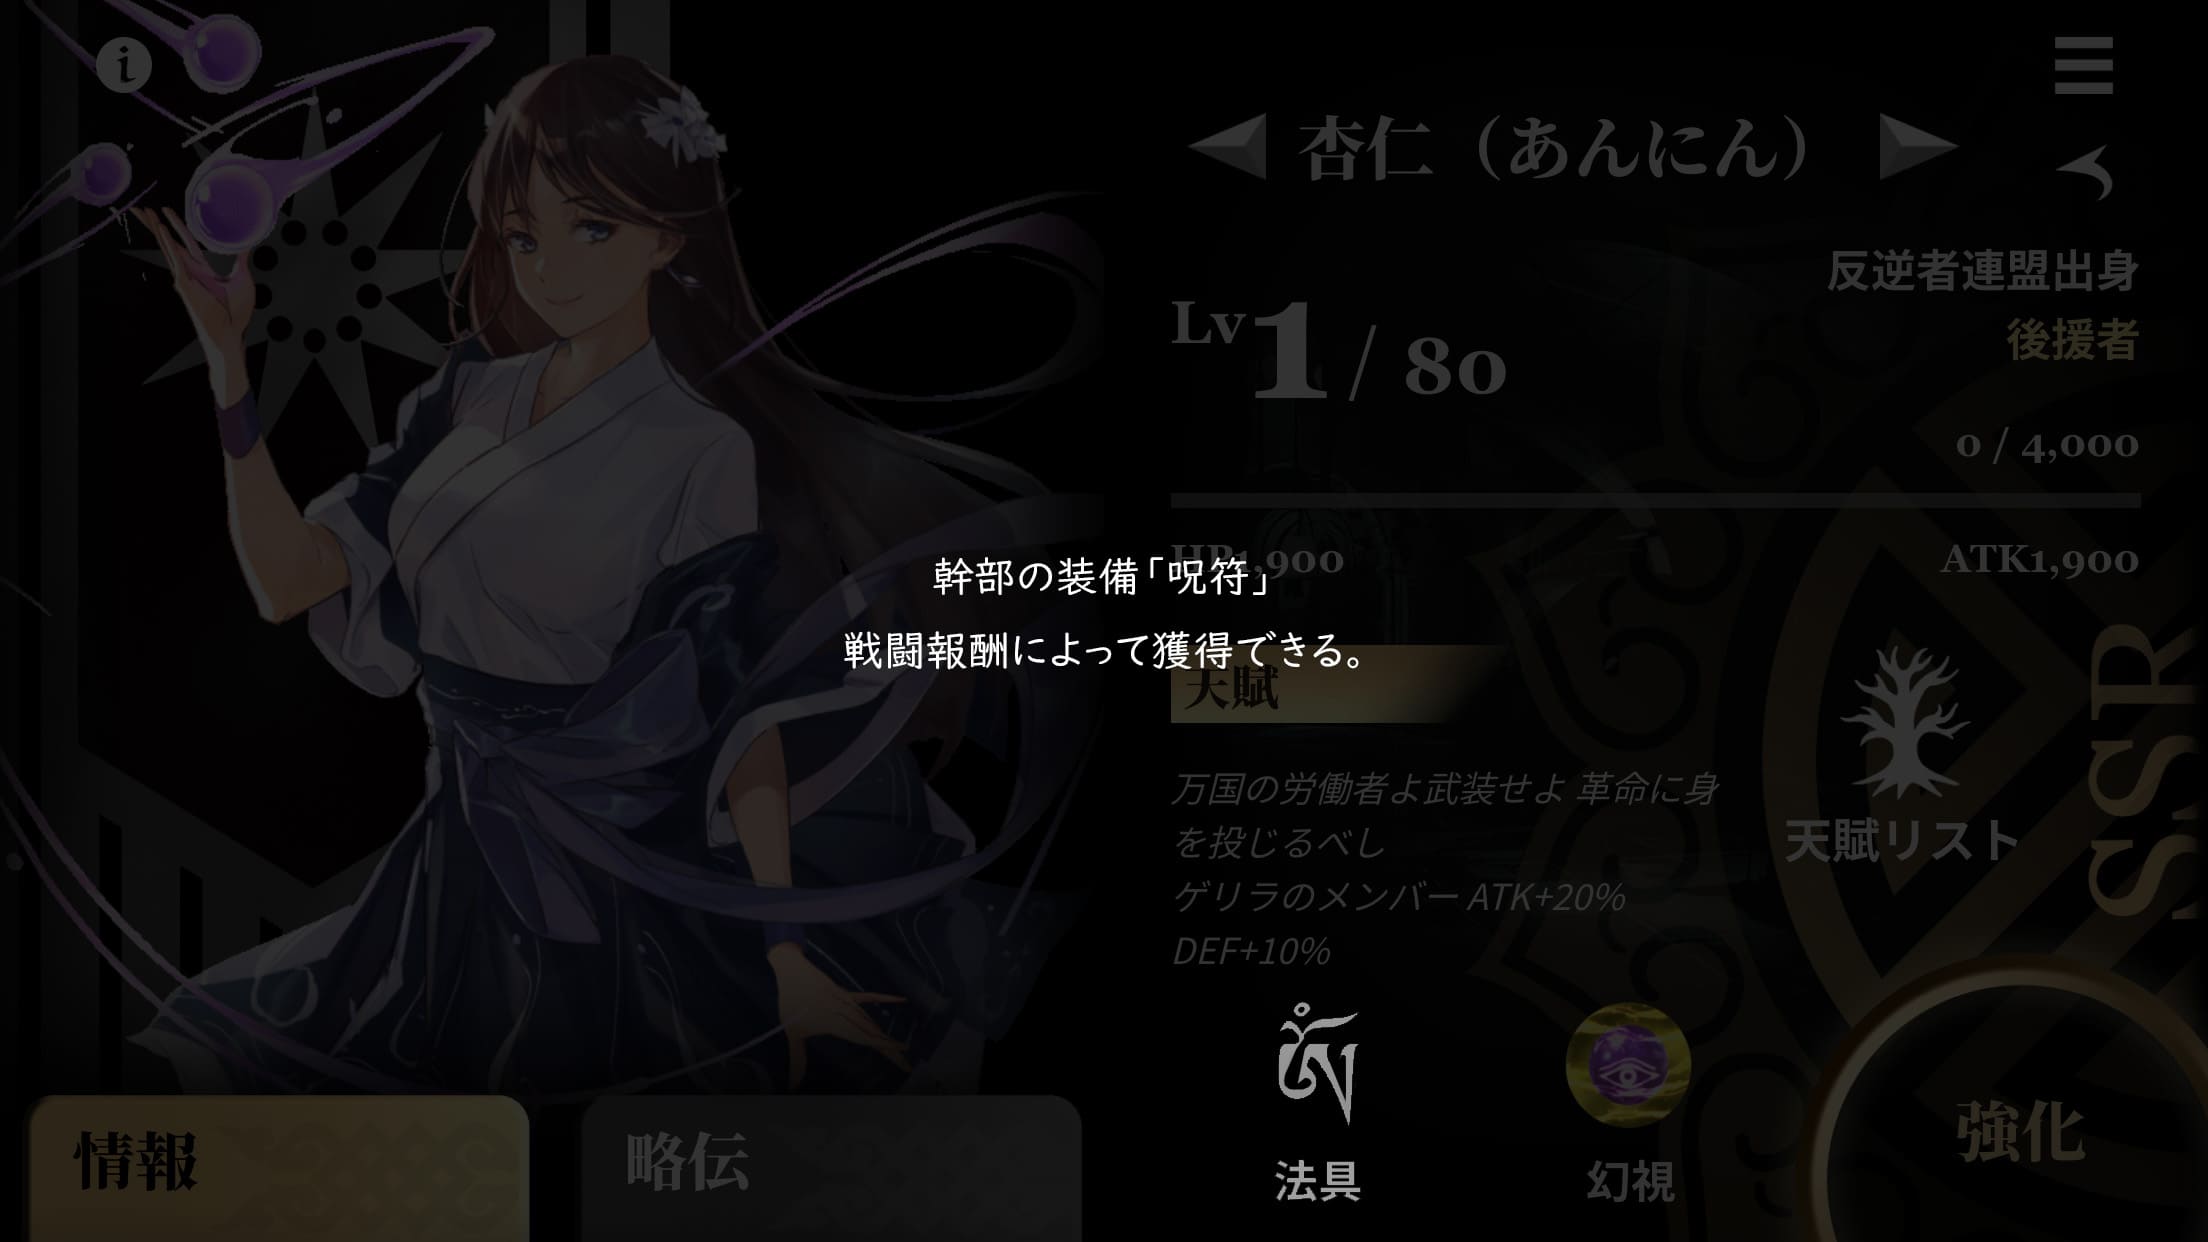 i
杏仁（あんにん）
反逆者連盟出身
後援者
Lv 1 / 80
0 / 4,000
HP1,900
ATK1,900
幹部の装備「呪符」
戦闘報酬によって獲得できる。
天賦
万国の労働者よ武装せよ 革命に身
を投じるべし
ゲリラのメンバー ATK+20%
DEF+10%
天賦リスト
SSR
情報
略伝
法具
幻視
強化